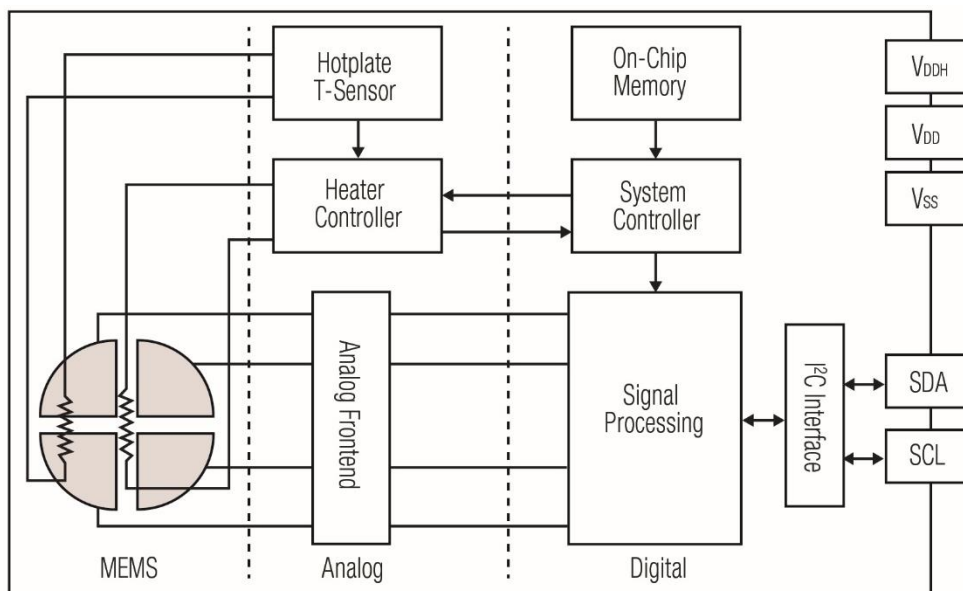 Hotplate
T-Sensor
On-Chip
Memory
VDDH
VDD
VSS
Heater
Controller
System
Controller
Analog Frontend
Signal
Processing
I²C Interface
SDA
SCL
MEMS
Analog
Digital